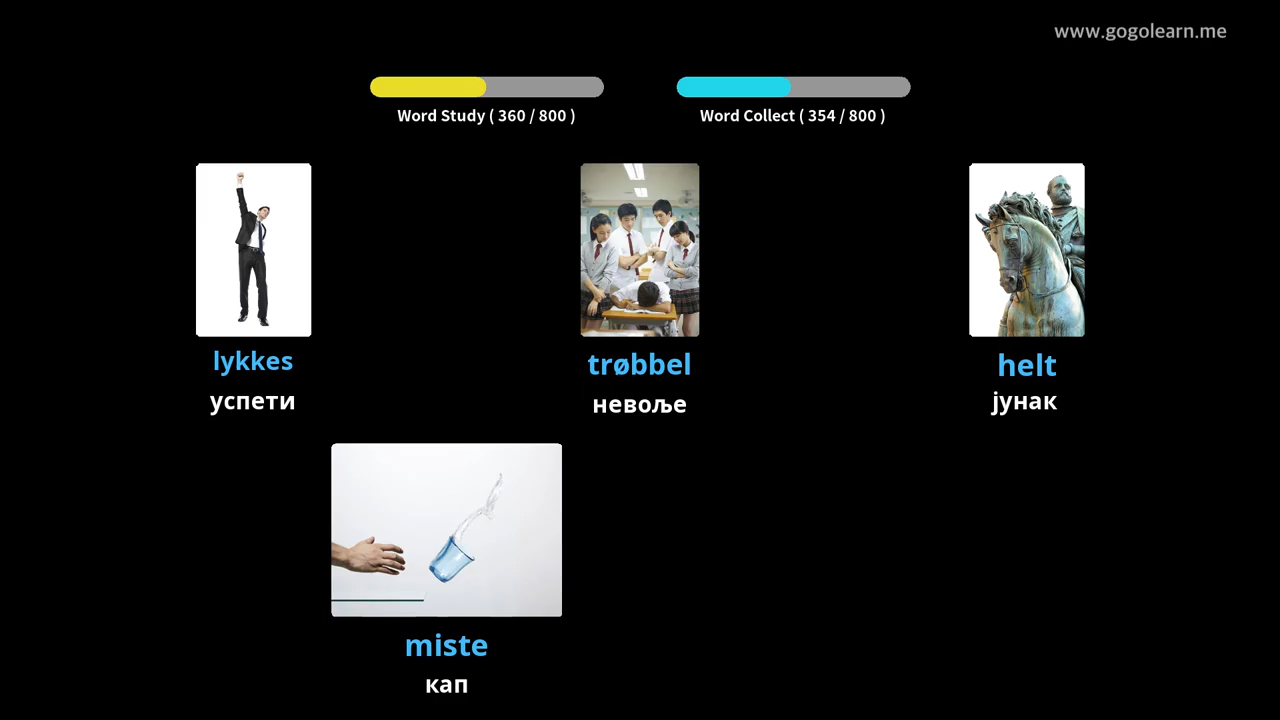 www.gogolearn.me
Word Study ( 360 / 800 )
Word Collect ( 354 / 800 )
lykkes
успети
trøbbel
невоље
helt
јунак
miste
кап